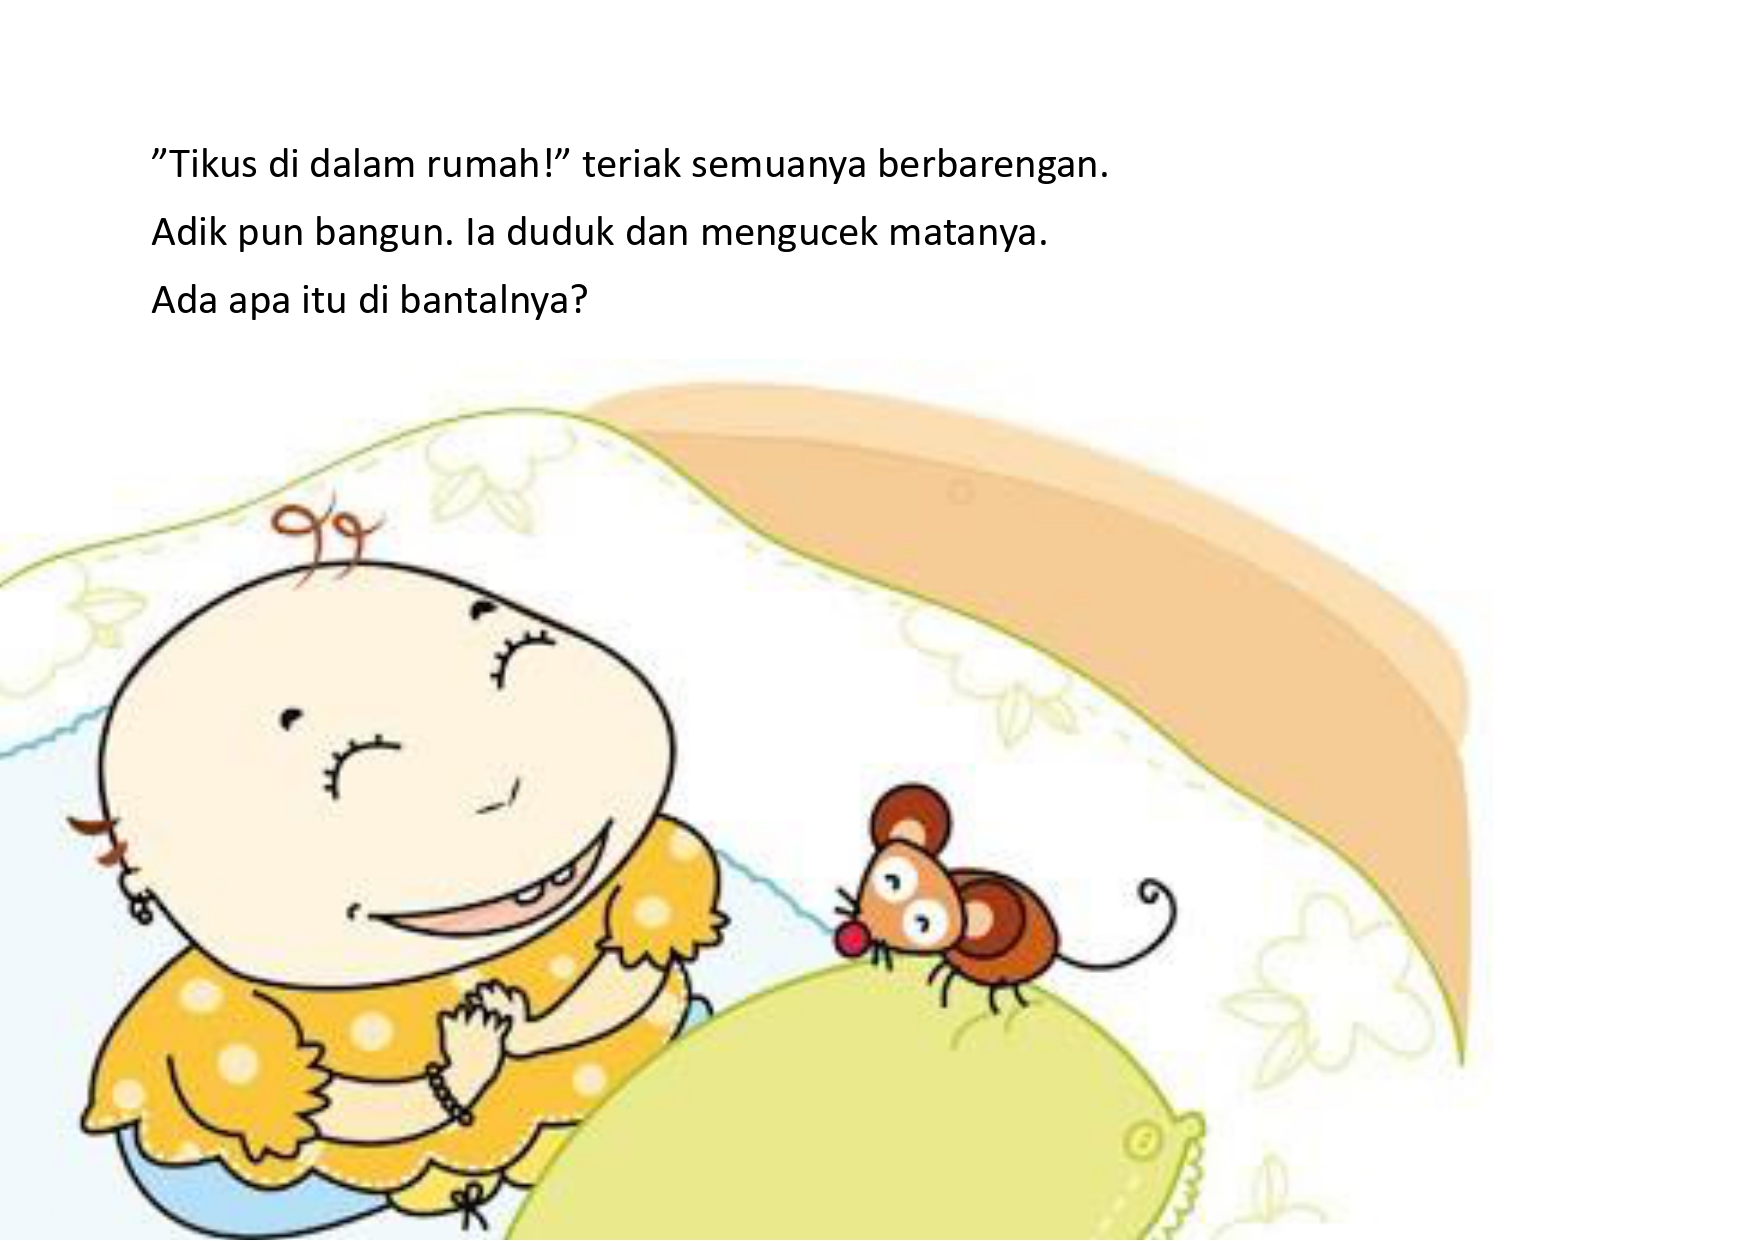 ”Tikus di dalam rumah!” teriak semuanya berbarengan.
Adik pun bangun. Ia duduk dan mengucek matanya.
Ada apa itu di bantalnya?